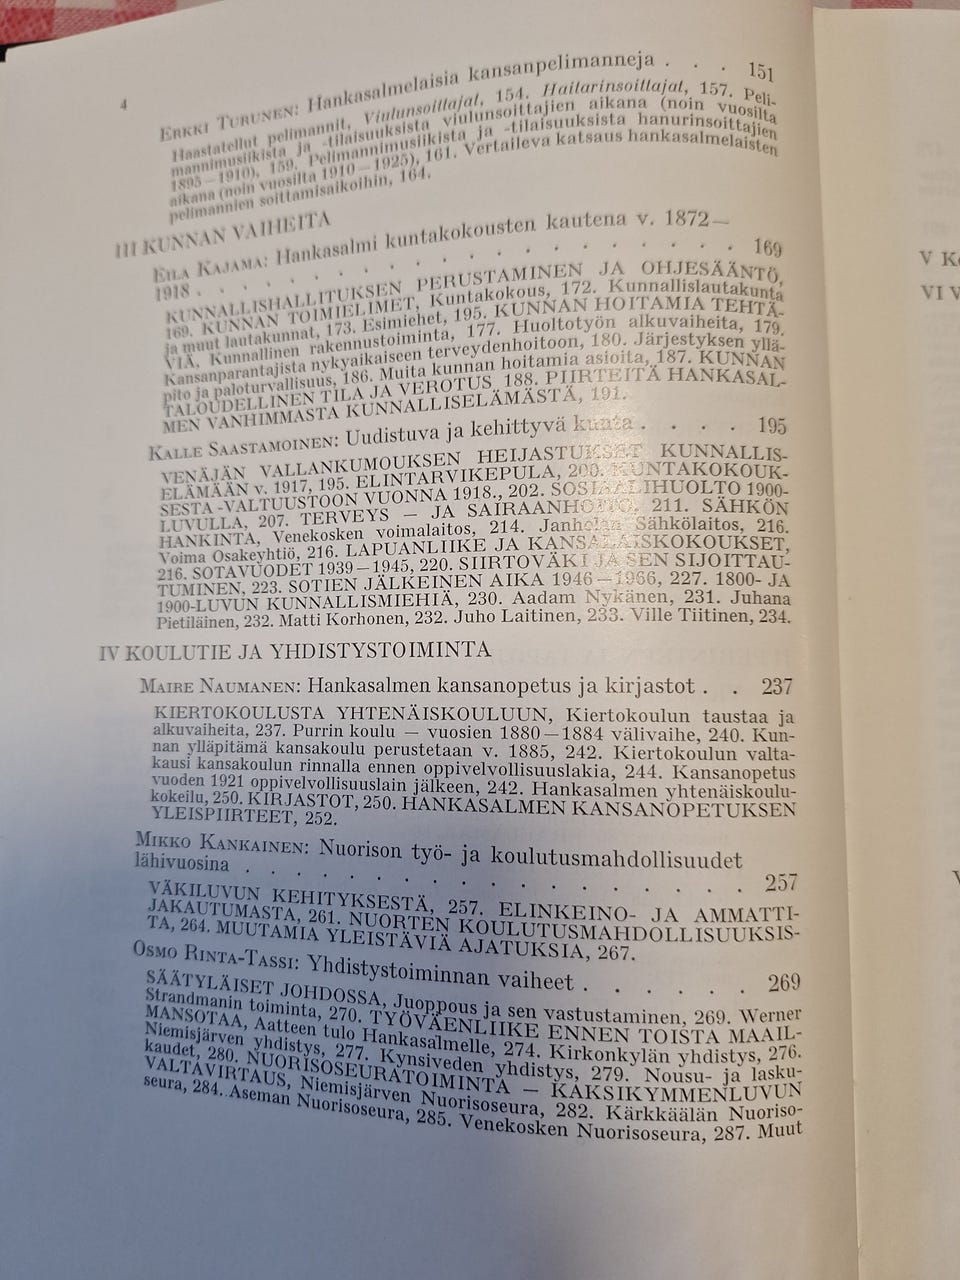 4
ERKKI TURUNEN: Hankasalmelaisia kansanpelimanneja . . . 151
Haastatellut pelimannit, Viulunsoittajat, 154. Haitarinsoittajat, 157. Peli-
mannimusiikista ja -tilaisuuksista viulunsoittajien aikana (noin vuosilta
1895—1910), 159. Pelimannimusiikista ja -tilaisuuksista hanurinsoittajien
aikana (noin vuosilta 1910—1925), 161. Vertaileva katsaus hankasalmelaisten
pelimannien soittamisaikoihin, 164.
III KUNNAN VAIHEITA
EILA KAJAMA: Hankasalmi kuntakokousten kautena v. 1872—
1918 . . . . . . . . . . . . . . . . . . 169
KUNNALLISHALLITUKSEN PERUSTAMINEN JA OHJESÄÄNTÖ,
169. KUNNAN TOIMIELIMET, Kuntakokous, 172. Kunnallislautakunta
ja muut lautakunnat, 173. Esimiehet, 195. KUNNAN HOITAMIA TEHTÄ-
VIÄ, Kunnallinen rakennustoiminta, 177. Huoltotyön alkuvaiheita, 179.
Kansanparantajista nykyaikaiseen terveydenhoitoon, 180. Järjestyksen yllä-
pito ja paloturvallisuus, 186. Muita kunnan hoitamia asioita, 187. KUNNAN
TALOUDELLINEN TILA JA VEROTUS, 188. PIIRTEITÄ HANKASAL-
MEN VANHIMMASTA KUNNALLISELÄMÄSTÄ, 191.
KALLE SAASTAMOINEN: Uudistuva ja kehittyvä kunta . . . . 195
VENÄJÄN VALLANKUMOUKSEN HEIJASTUKSET KUNNALLIS-
ELÄMÄÄN v. 1917, 195. ELINTARVIKEPULA, 200. KUNTAKOKOUK-
SESTA -VALTUUSTOON VUONNA 1918., 202. SOSIAALIHUOLTO 1900-
LUVULLA, 207. TERVEYS — JA SAIRAANHOITO, 211. SÄHKÖN
HANKINTA, Venekosken voimalaitos, 214. Janholan Sähkölaitos, 216.
Voima Osakeyhtiö, 216. LAPUANLIIKE JA KANSALAISKOKOUKSET,
216. SOTAVUODET 1939—1945, 220. SIIRTOVÄKI JA SEN SIJOITTAU-
TUMINEN, 223. SOTIEN JÄLKEINEN AIKA 1946—1966, 227. 1800- JA
1900-LUVUN KUNNALLISMIEHIÄ, 230. Aadam Nykänen, 231. Juhana
Pietiläinen, 232. Matti Korhonen, 232. Juho Laitinen, 233. Ville Tiitinen, 234.
IV KOULUTIE JA YHDISTYSTOIMINTA
MAIRE NAUMANEN: Hankasalmen kansanopetus ja kirjastot . . 237
KIERTOKOULUSTA YHTENÄISKOULUUN, Kiertokoulun taustaa ja
alkuvaiheita, 237. Purrin koulu — vuosien 1880—1884 välivaihe, 240. Kun-
nan ylläpitämä kansakoulu perustetaan v. 1885, 242. Kiertokoulun valta-
kausi kansakoulun rinnalla ennen oppivelvollisuuslakia, 244. Kansanopetus
vuoden 1921 oppivelvollisuuslain jälkeen, 242. Hankasalmen yhtenäiskoulu-
kokeilu, 250. KIRJASTOT, 250. HANKASALMEN KANSANOPETUKSEN
YLEISPIIRTEET, 252.
MIKKO KANKAINEN: Nuorison työ- ja koulutusmahdollisuudet
lähivuosina . . . . . . . . . . . . . . . . 257
VÄKILUVUN KEHITYKSESTÄ, 257. ELINKEINO- JA AMMATTI-
JAKAUTUMASTA, 261. NUORTEN KOULUTUSMAHDOLLISUUKSIS-
TA, 264. MUUTAMIA YLEISTÄVIÄ AJATUKSIA, 267.
OSMO RINTA-TASSI: Yhdistystoiminnan vaiheet . . . . . . 269
SÄÄTYLÄISET JOHDOSSA, Juoppous ja sen vastustaminen, 269. Werner
Strandmanin toiminta, 270. TYÖVÄENLIIKE ENNEN TOISTA MAAIL-
MANSOTAA, Aatteen tulo Hankasalmelle, 274. Kirkonkylän yhdistys, 276.
Niemisjärven yhdistys, 277. Kynsiveden yhdistys, 279. Nousu- ja lasku-
kaudet, 280. NUORISOSEURATOIMINTA — KAKSIKYMMENLUVUN
VALTAVIRTAUS, Niemisjärven Nuorisoseura, 282. Kärkkäälän Nuoriso-
seura, 284. Aseman Nuorisoseura, 285. Venekosken Nuorisoseura, 287. Muut
V
VI